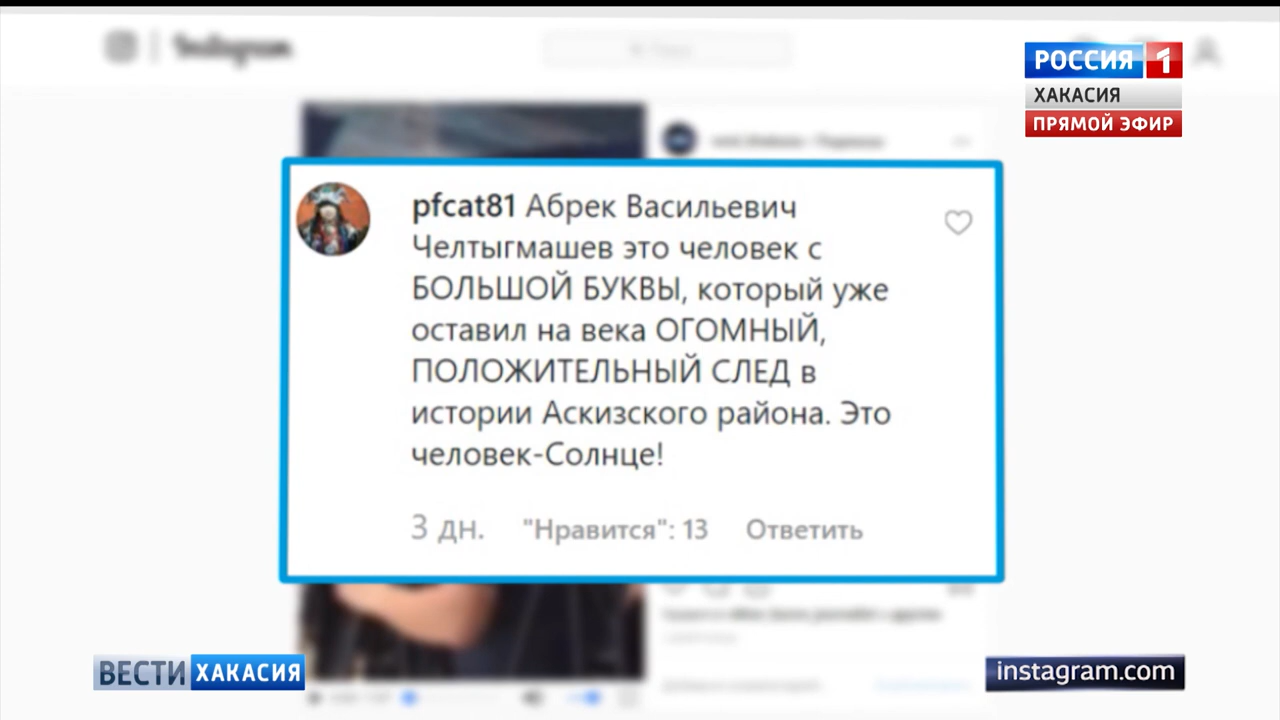 Instagram
РОССИЯ 1
ХАКАСИЯ
ПРЯМОЙ ЭФИР
pfcat81 Абрек Васильевич
Челтыгмашев это человек с
БОЛЬШОЙ БУКВЫ, который уже
оставил на века ОГОМНЫЙ,
ПОЛОЖИТЕЛЬНЫЙ СЛЕД в
истории Аскизского района. Это
человек-Солнце!
3 дн. "Нравится": 13 Ответить
ВЕСТИ ХАКАСИЯ
instagram.com